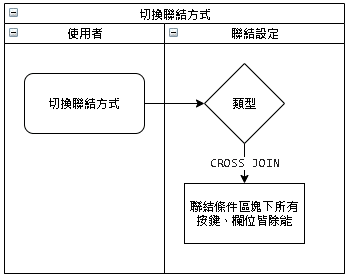 切換聯結方式
使用者
聯結設定
切換聯結方式
類型
CROSS JOIN
聯結條件區塊下所有
按鍵、欄位皆除能